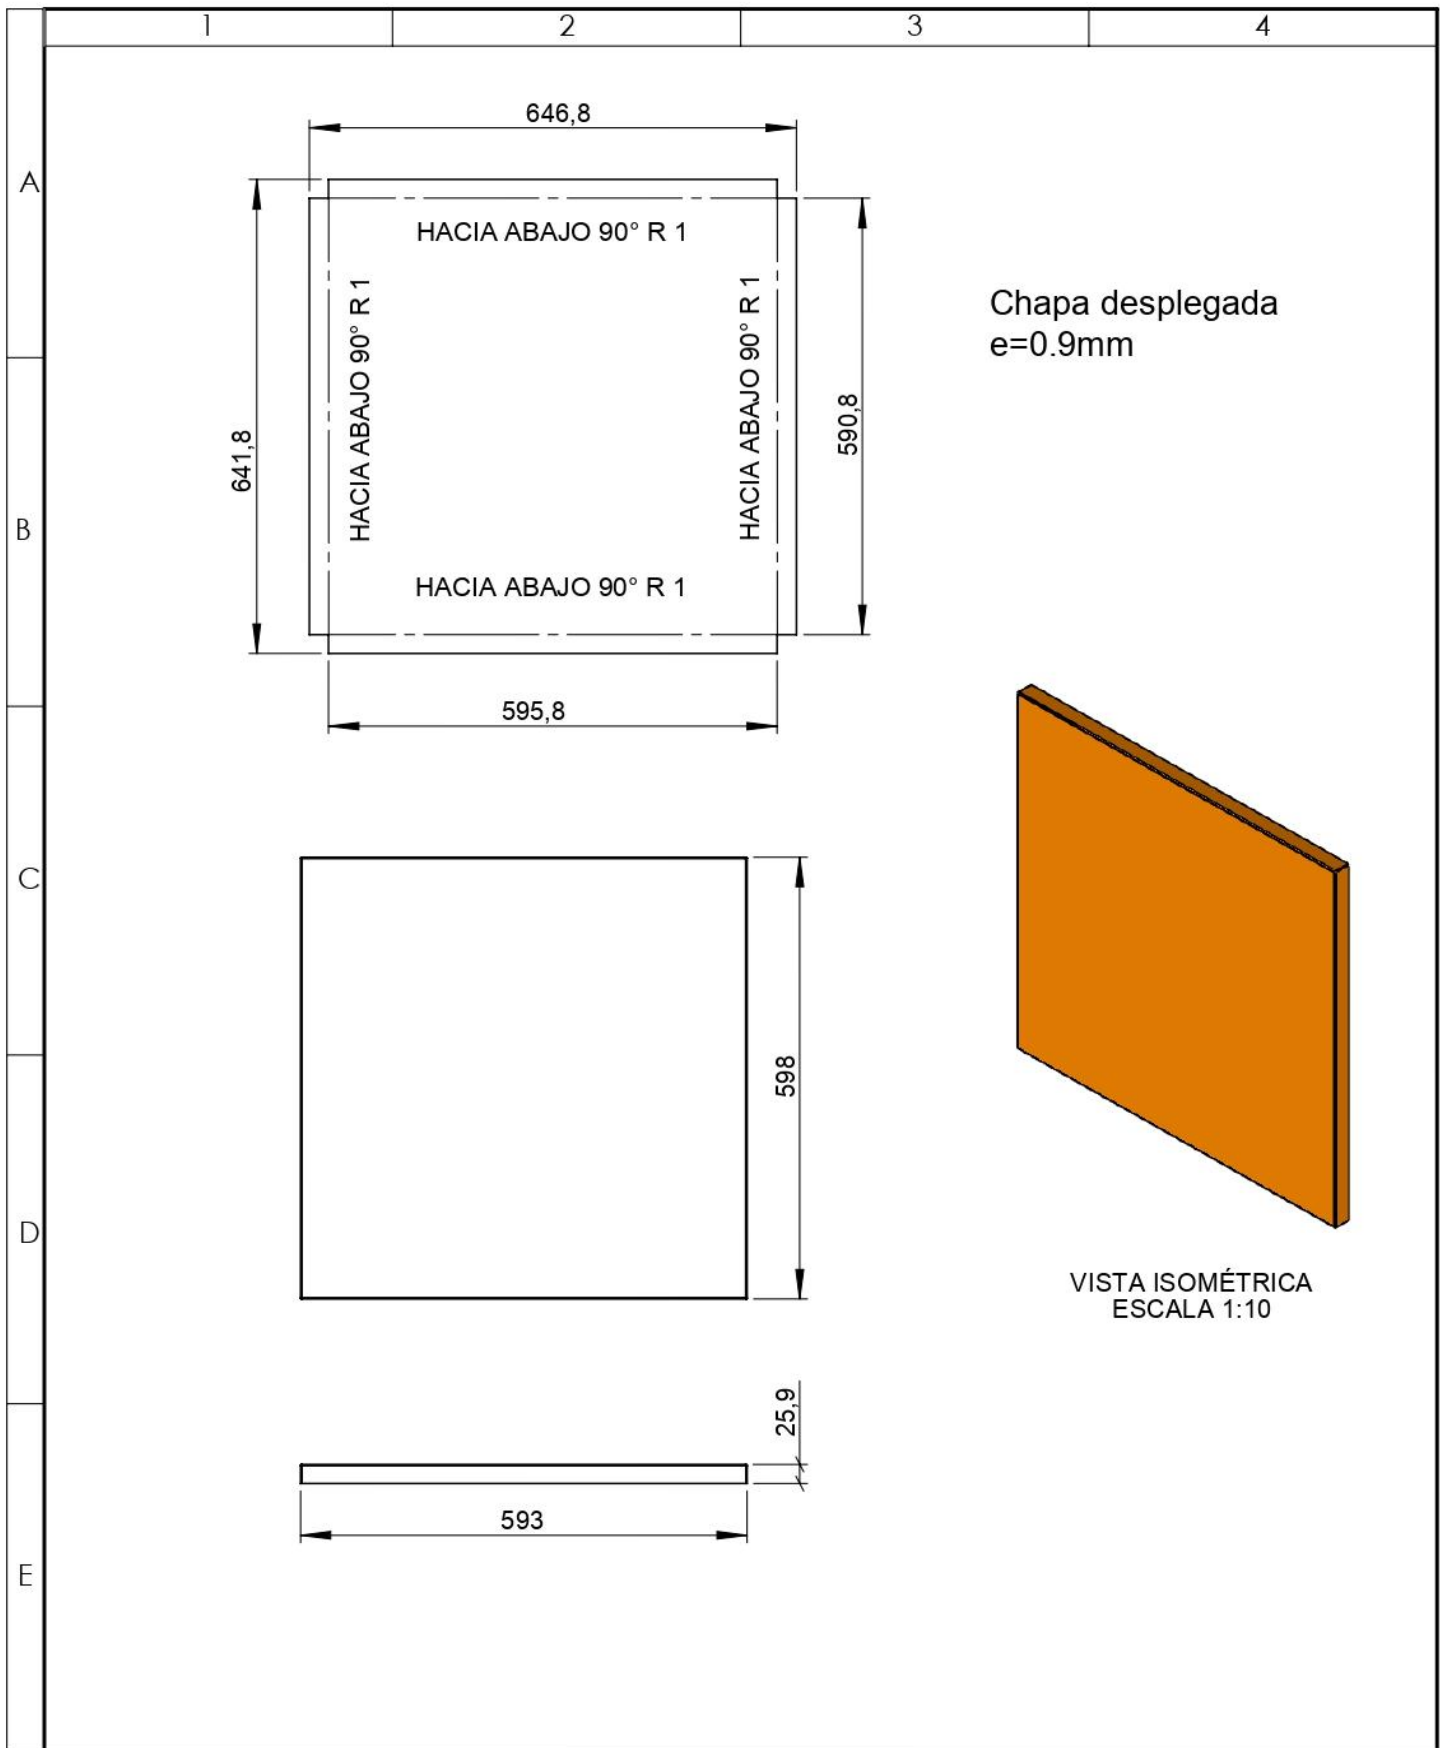 1 2 3 4
A
B
C
D
E
646,8
HACIA ABAJO 90° R 1
HACIA ABAJO 90° R 1
HACIA ABAJO 90° R 1
641,8
590,8
HACIA ABAJO 90° R 1
595,8
Chapa desplegada
e=0.9mm
598
VISTA ISOMÉTRICA
ESCALA 1:10
25,9
593